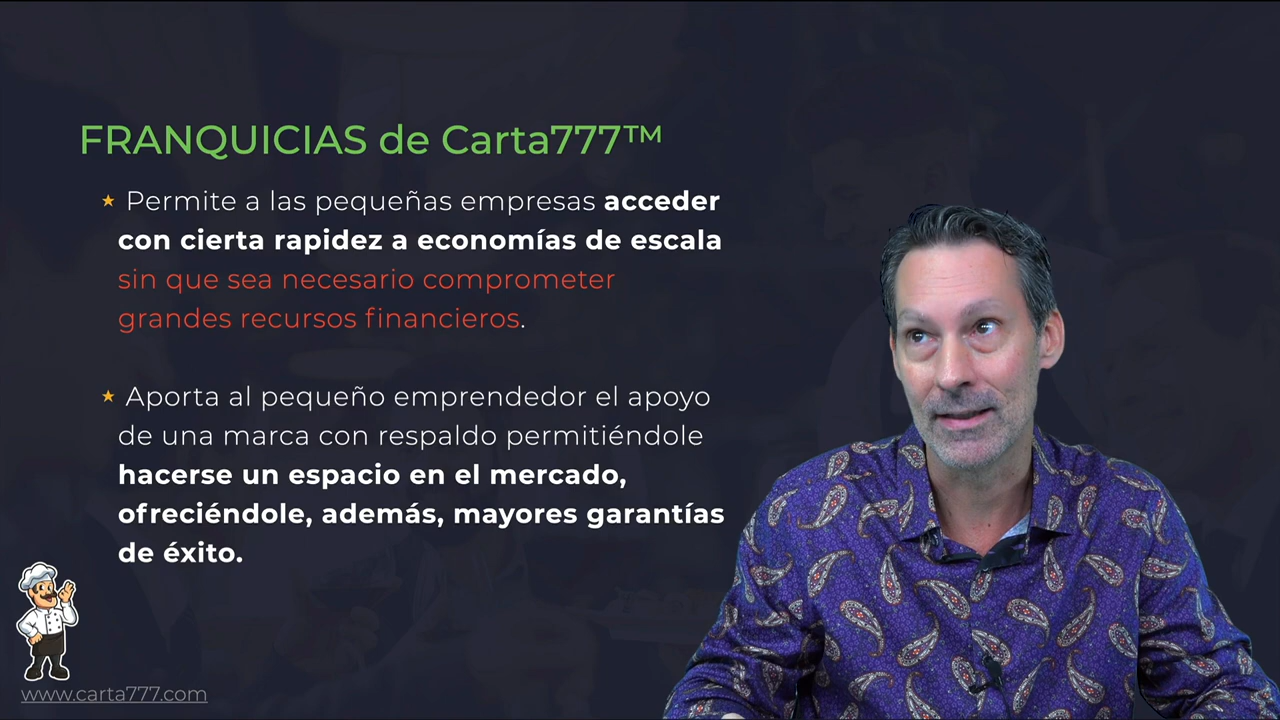 FRANQUICIAS de Carta777™
★ Permite a las pequeñas empresas acceder
con cierta rapidez a economías de escala
sin que sea necesario comprometer
grandes recursos financieros.
★ Aporta al pequeño emprendedor el apoyo
de una marca con respaldo permitiéndole
hacerse un espacio en el mercado,
ofreciéndole, además, mayores garantías
de éxito.
www.carta777.com